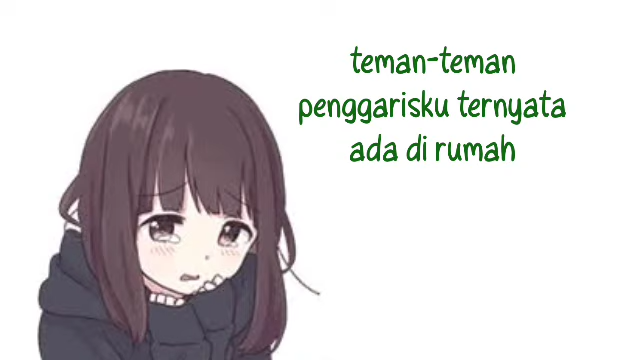 teman-teman
penggarisku ternyata
ada di rumah